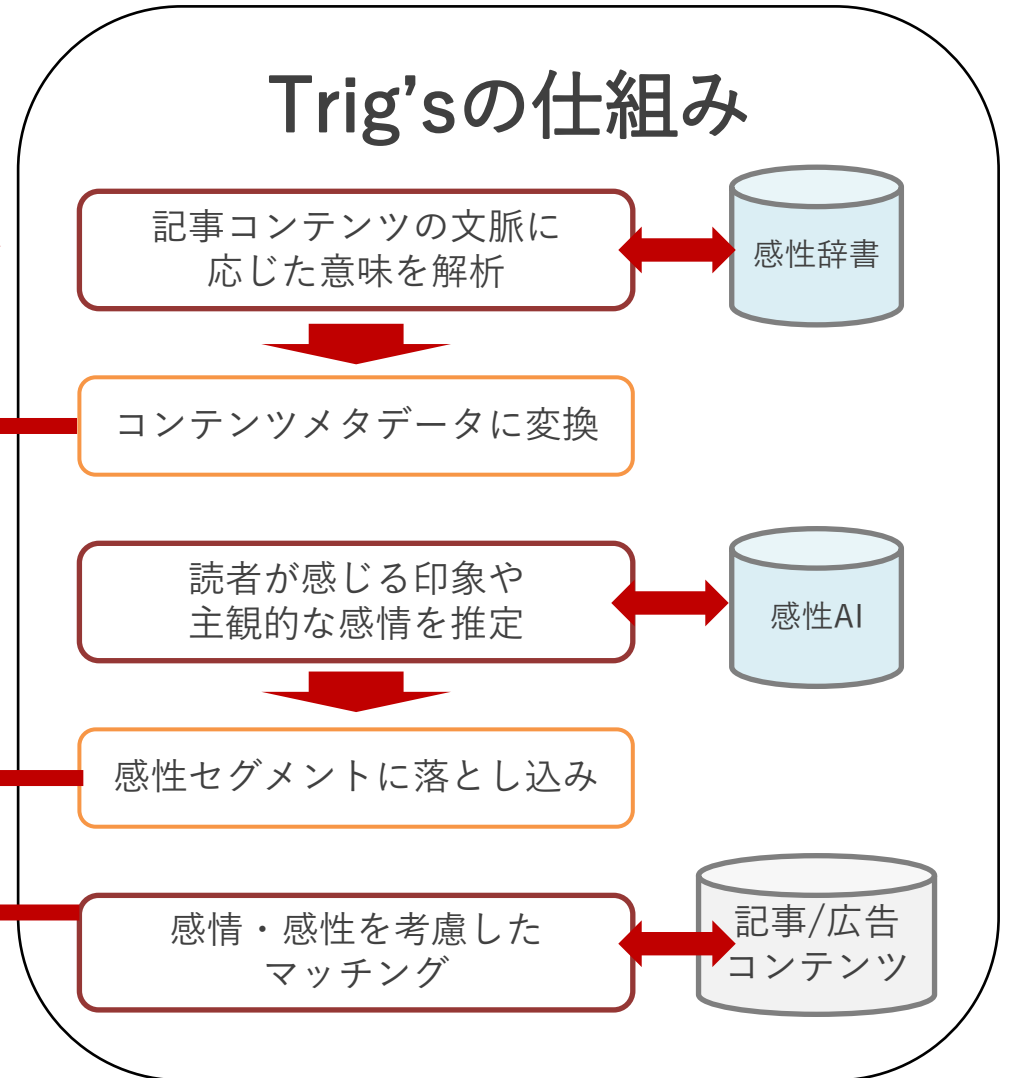 Trig’sの仕組み
記事コンテンツの文脈に
応じた意味を解析
感性辞書
コンテンツメタデータに変換
読者が感じる印象や
主観的な感情を推定
感性AI
感性セグメントに落とし込み
感情・感性を考慮した
マッチング
記事/広告
コンテンツ